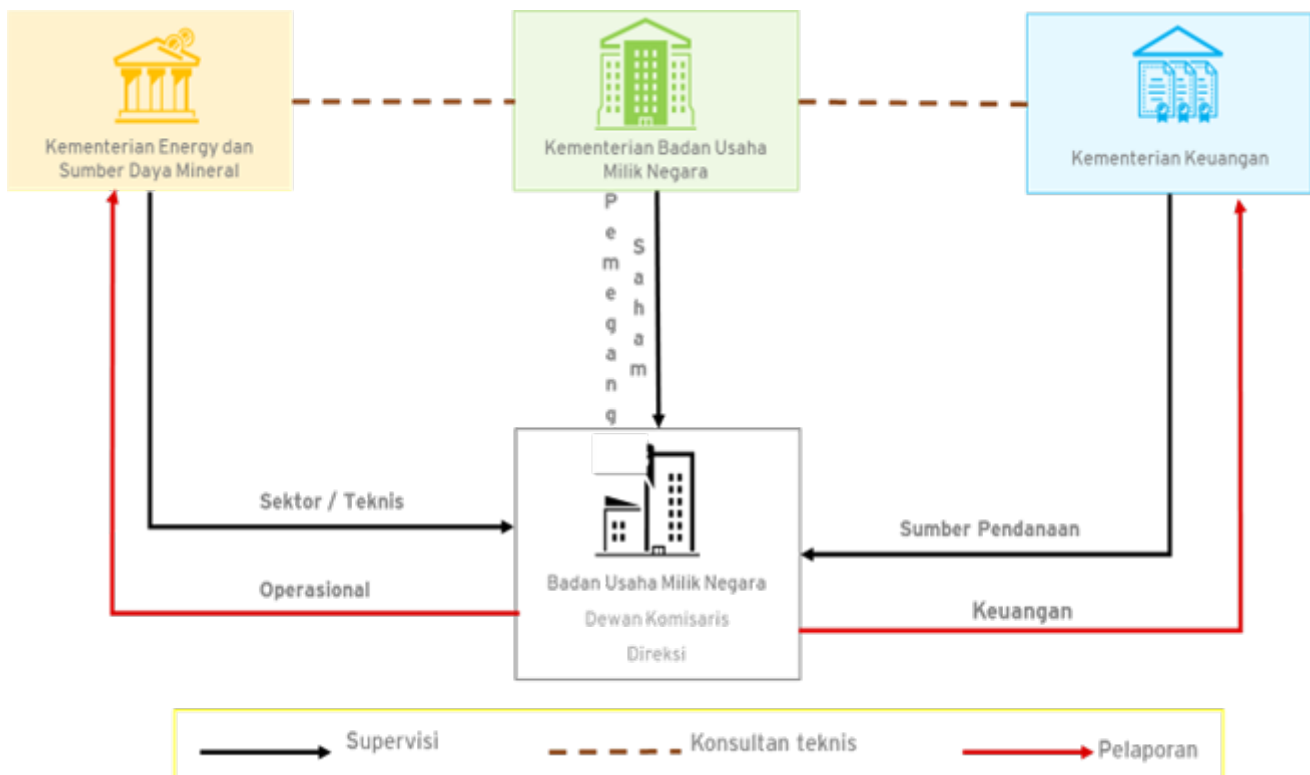 Kementerian Energy dan
Sumber Daya Mineral
Kementerian Badan Usaha
Milik Negara
Kementerian Keuangan
Pemegang
Saham
Sektor / Teknis
Sumber Pendanaan
Operasional
Keuangan
Badan Usaha Milik Negara
Dewan Komisaris
Direksi
Supervisi
Konsultan teknis
Pelaporan